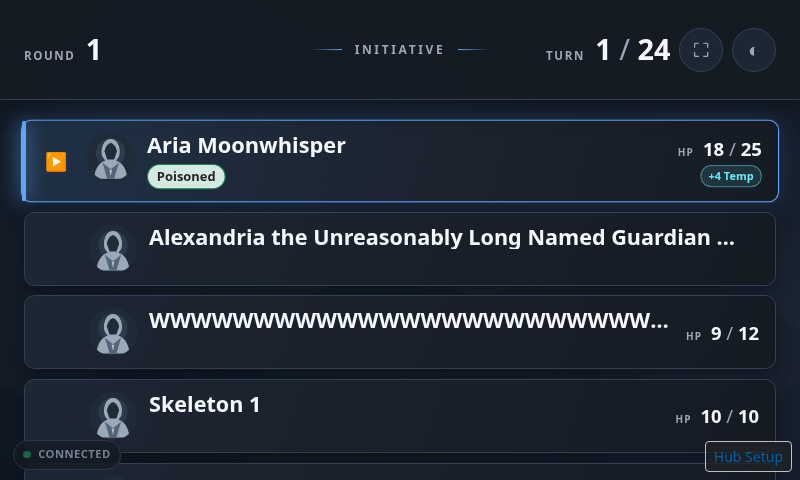 ROUND 1
INITIATIVE
TURN 1 / 24
Aria Moonwhisper
Poisoned
HP 18 / 25
+4 Temp
Alexandria the Unreasonably Long Named Guardian ...
WWWWWWWWWWWWWWWWWWWWWWWW...
HP 9 / 12
Skeleton 1
HP 10 / 10
CONNECTED
Hub Setup